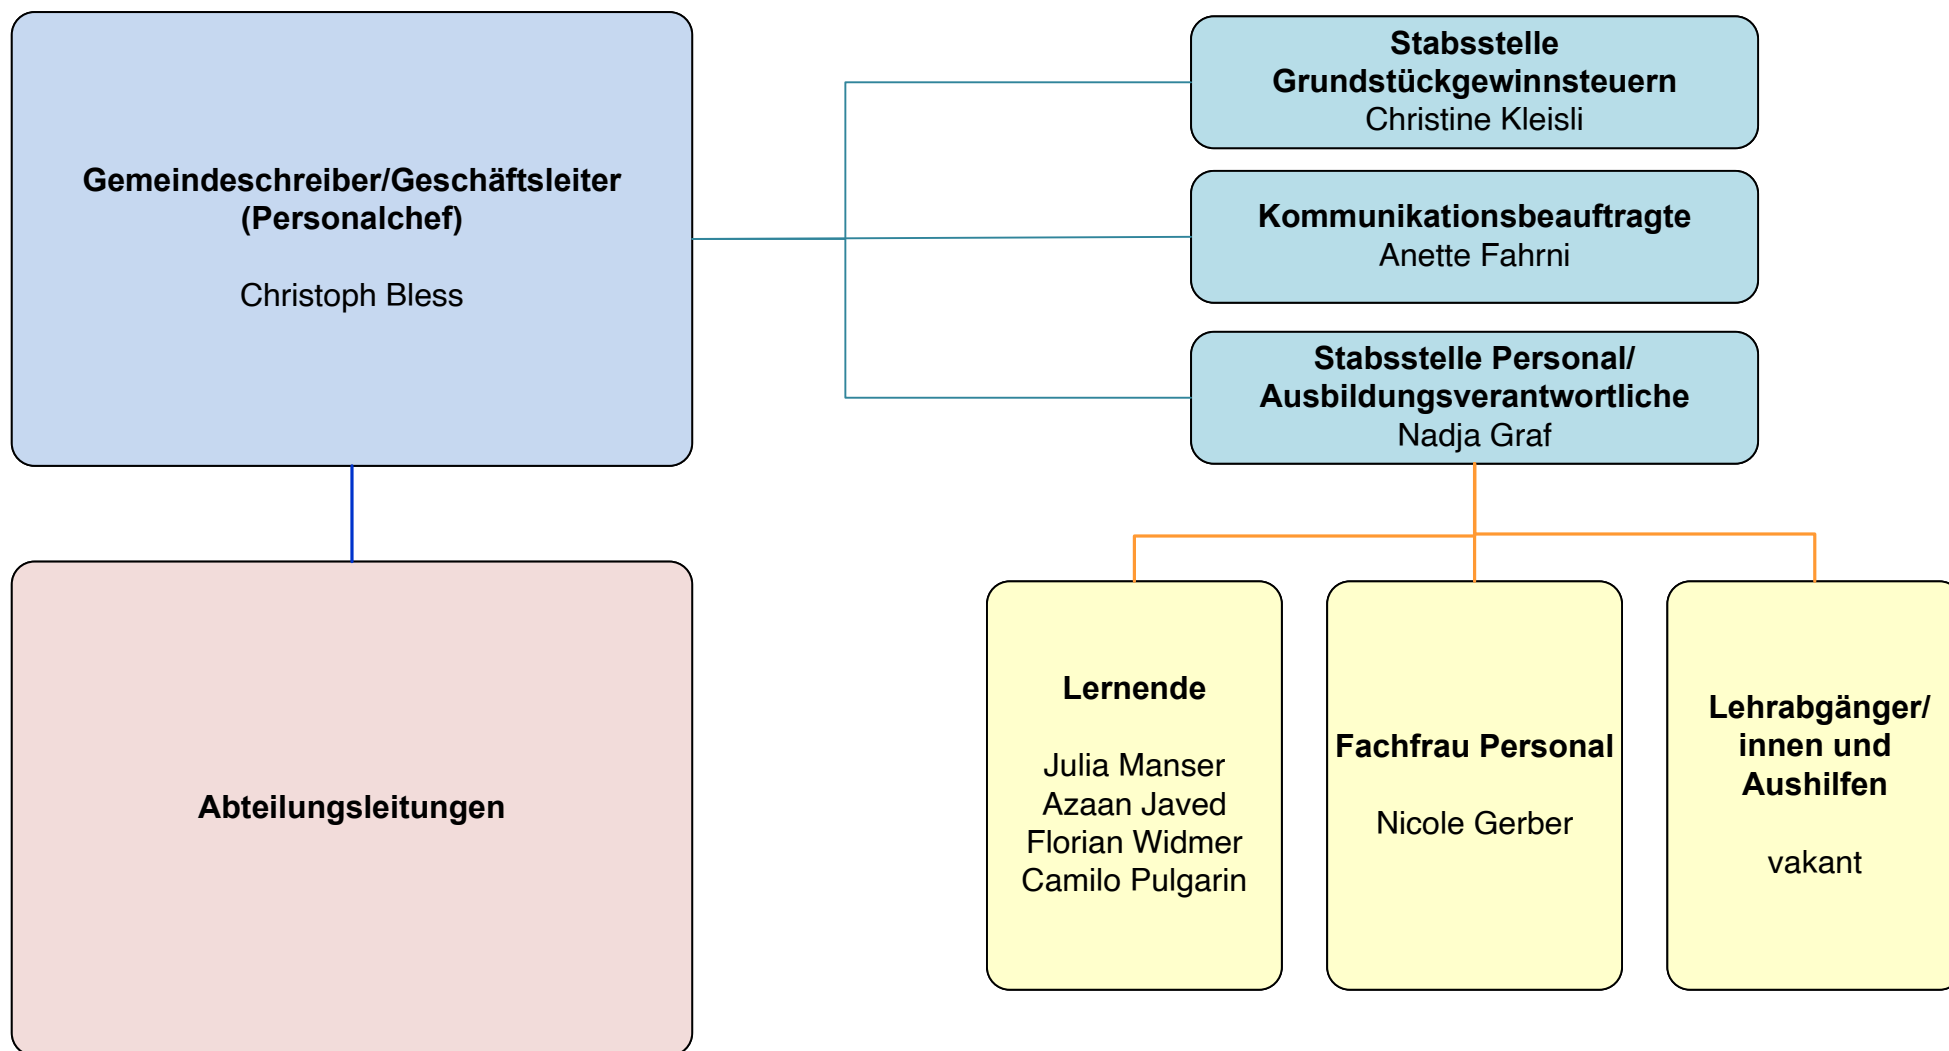 Gemeindeschreiber/Geschäftsleiter
(Personalchef)
Christoph Bless
Stabsstelle
Grundstückgewinnsteuern
Christine Kleisli
Kommunikationsbeauftragte
Anette Fahrni
Stabsstelle Personal/
Ausbildungsverantwortliche
Nadja Graf
Abteilungsleitungen
Lernende
Julia Manser
Azaan Javed
Florian Widmer
Camilo Pulgarin
Fachfrau Personal
Nicole Gerber
Lehrabgänger/
innen und
Aushilfen
vakant